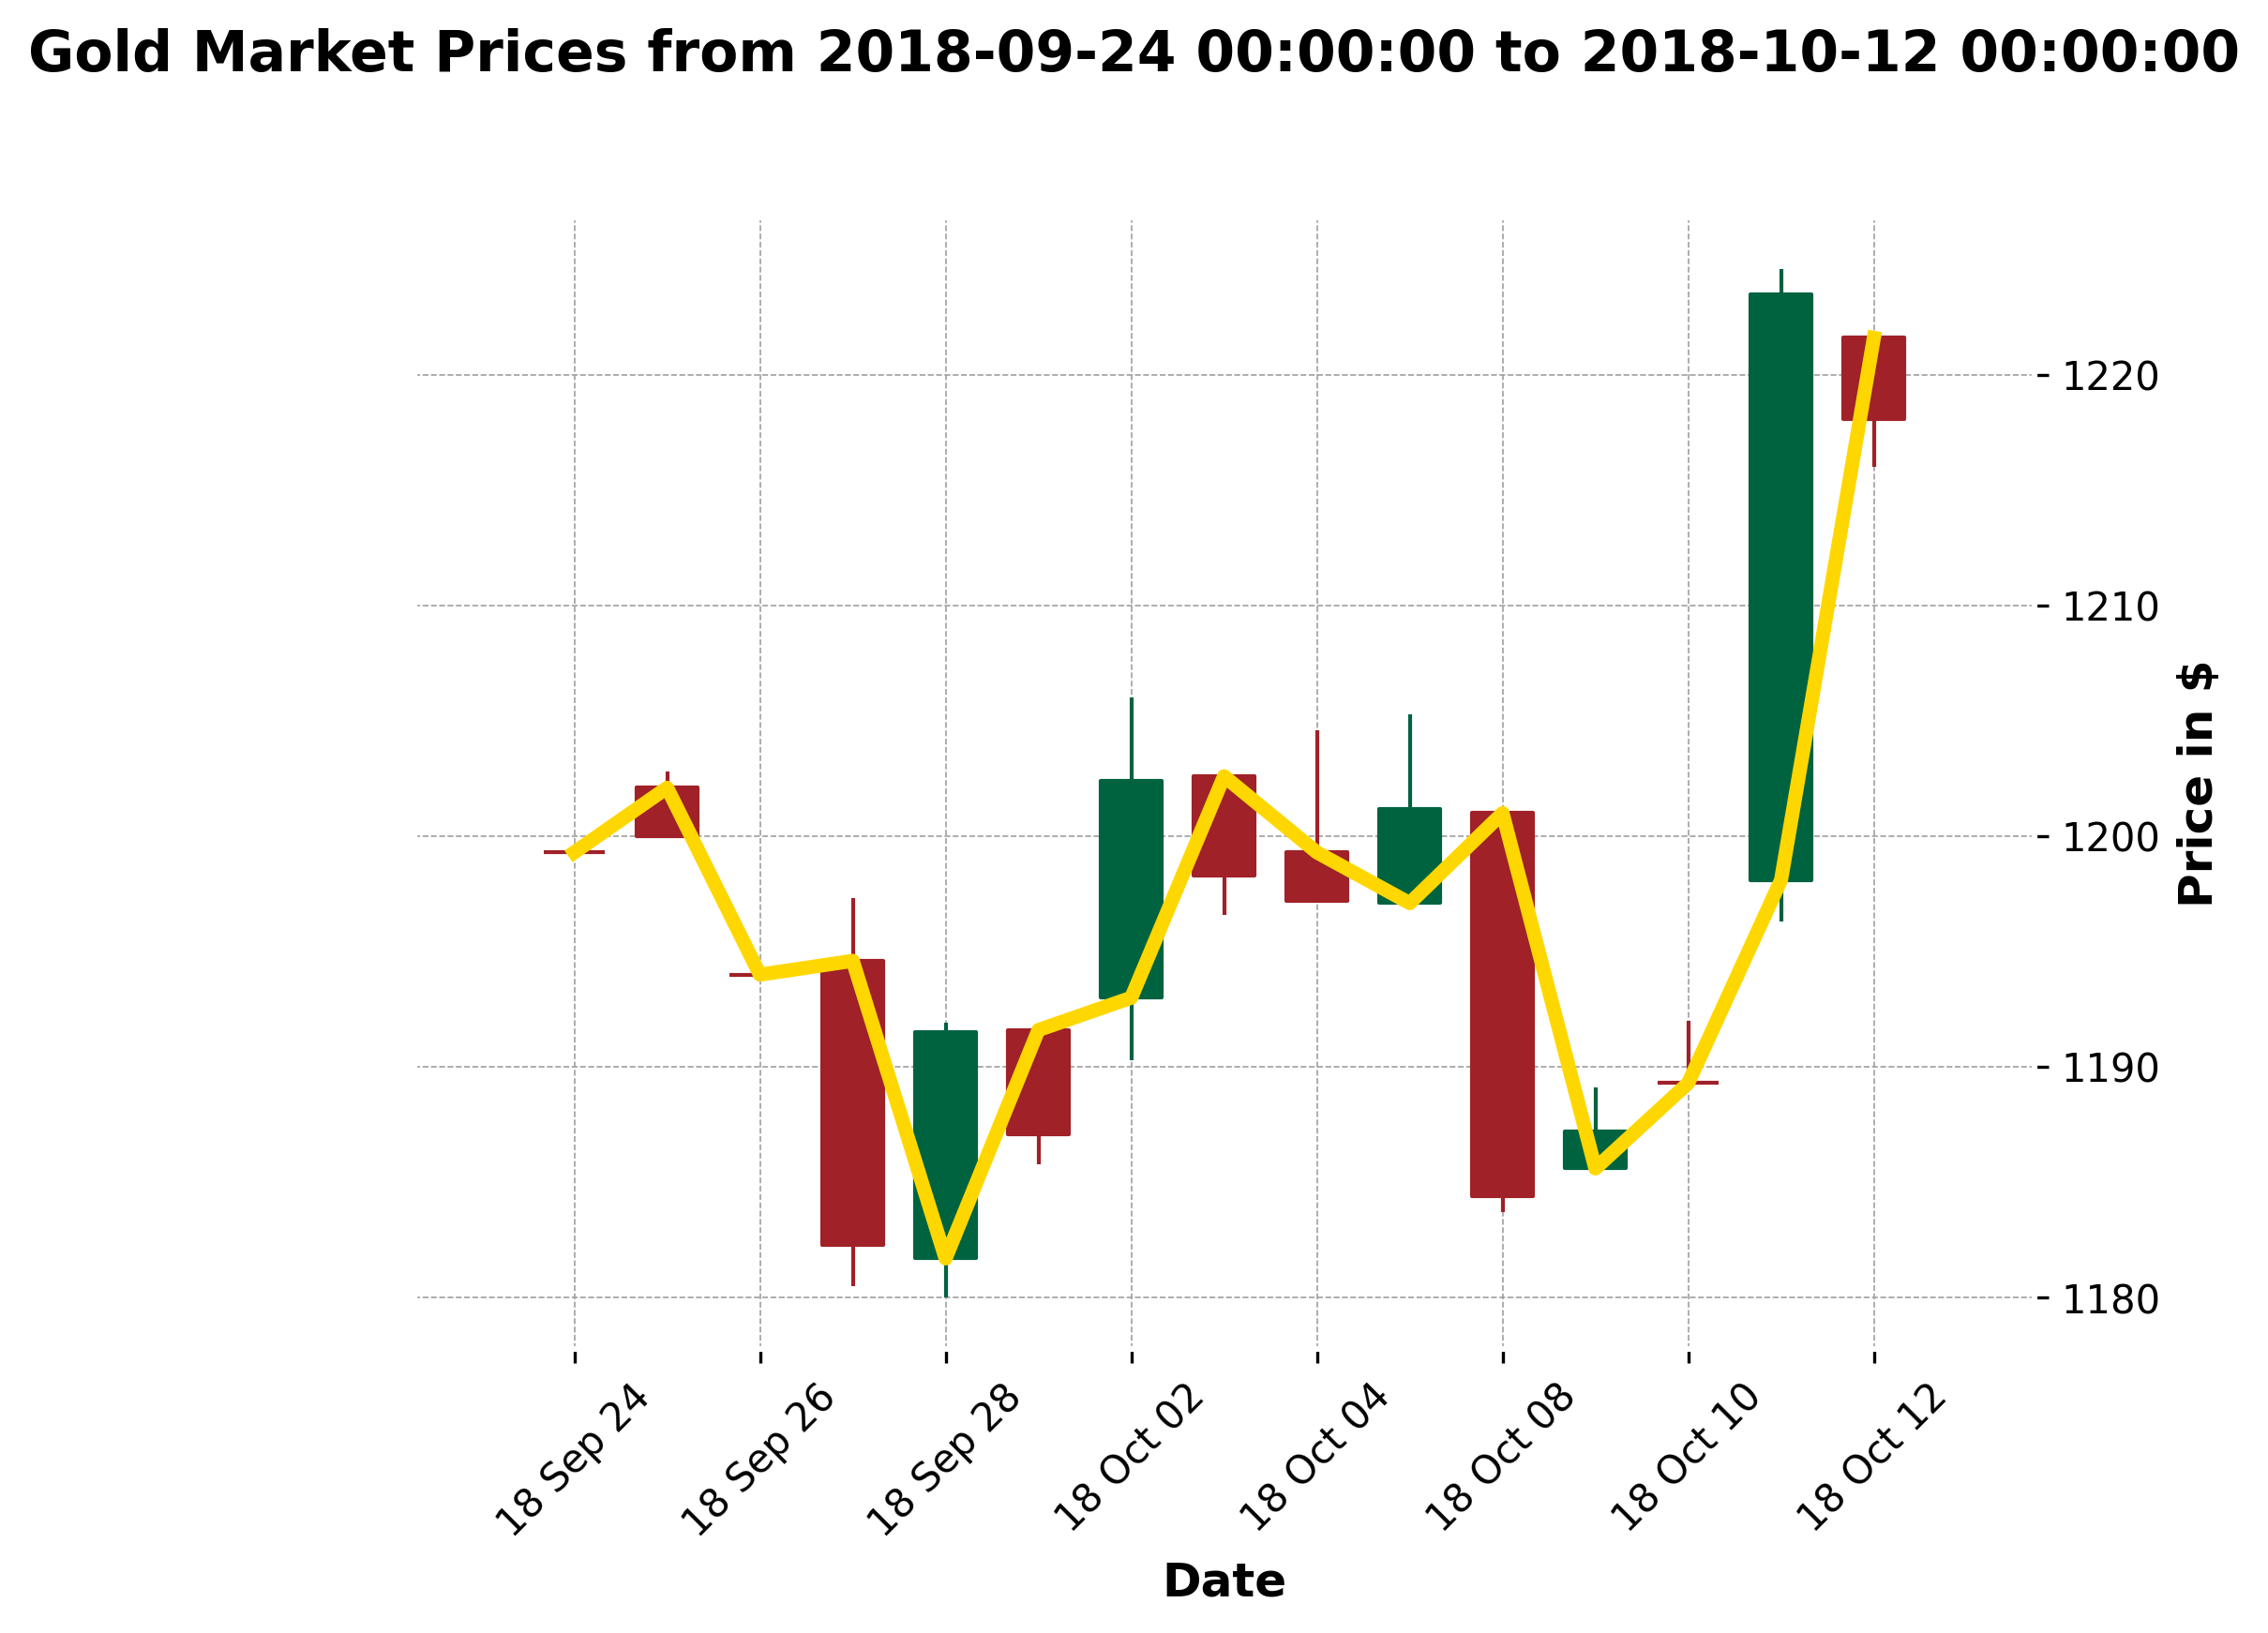 Gold Market Prices from 2018-09-24 00:00:00 to 2018-10-12 00:00:00
1220
1210
1200
1190
1180
Price in $
18 Sep 24
18 Sep 26
18 Sep 28
18 Oct 02
18 Oct 04
18 Oct 08
18 Oct 10
18 Oct 12
Date